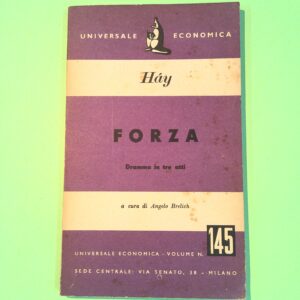 UNIVERSALE ECONOMICA
Háy
FORZA
Dramma in tre atti
a cura di Angelo Brelich
UNIVERSALE ECONOMICA - VOLUME N. 145
SEDE CENTRALE: VIA SENATO, 38 - MILANO